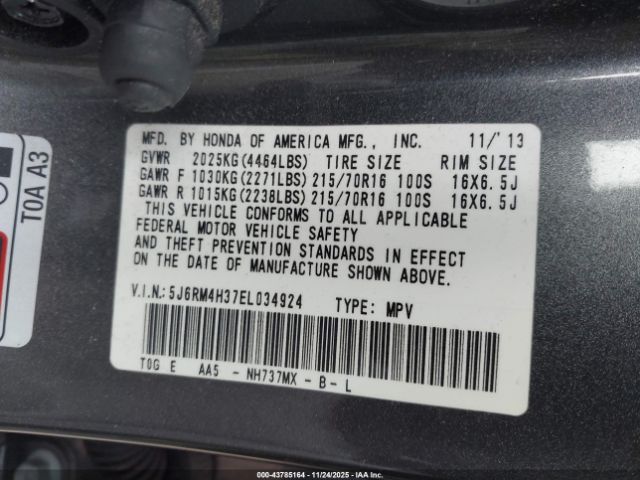 MFD. BY HONDA OF AMERICA MFG., INC. 11/'13
GVWR 2025KG(4464LBS) TIRE SIZE RIM SIZE
GAWR F 1030KG(2271LBS) 215/70R16 100S 16X6.5J
GAWR R 1015KG(2238LBS) 215/70R16 100S 16X6.5J
THIS VEHICLE CONFORMS TO ALL APPLICABLE
FEDERAL MOTOR VEHICLE SAFETY
AND THEFT PREVENTION STANDARDS IN EFFECT
ON THE DATE OF MANUFACTURE SHOWN ABOVE.
V.I.N.: 5J6RM4H37EL034924 TYPE: MPV
T0G E AA5 - NH737MX - B - L
T0A A3
000-43785164 - 11/24/2025 - IAAI Inc.